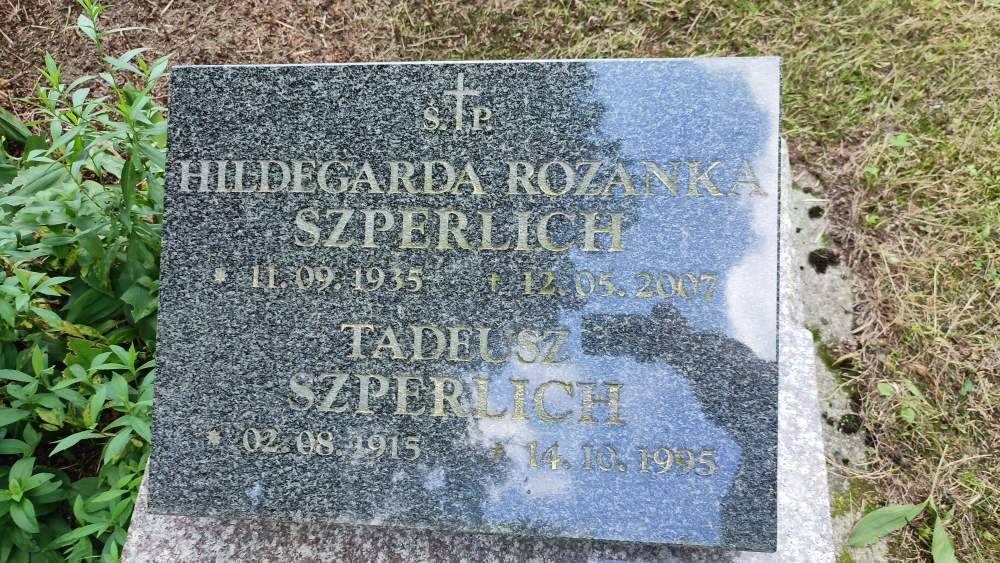 Ś. P.
HILDEGARDA ROZANKA
SZPERLICH
* 11.09.1935 † 12.05.2007
TADEUSZ
SZPERLICH
* 02.08.1915 † 14.10.1995